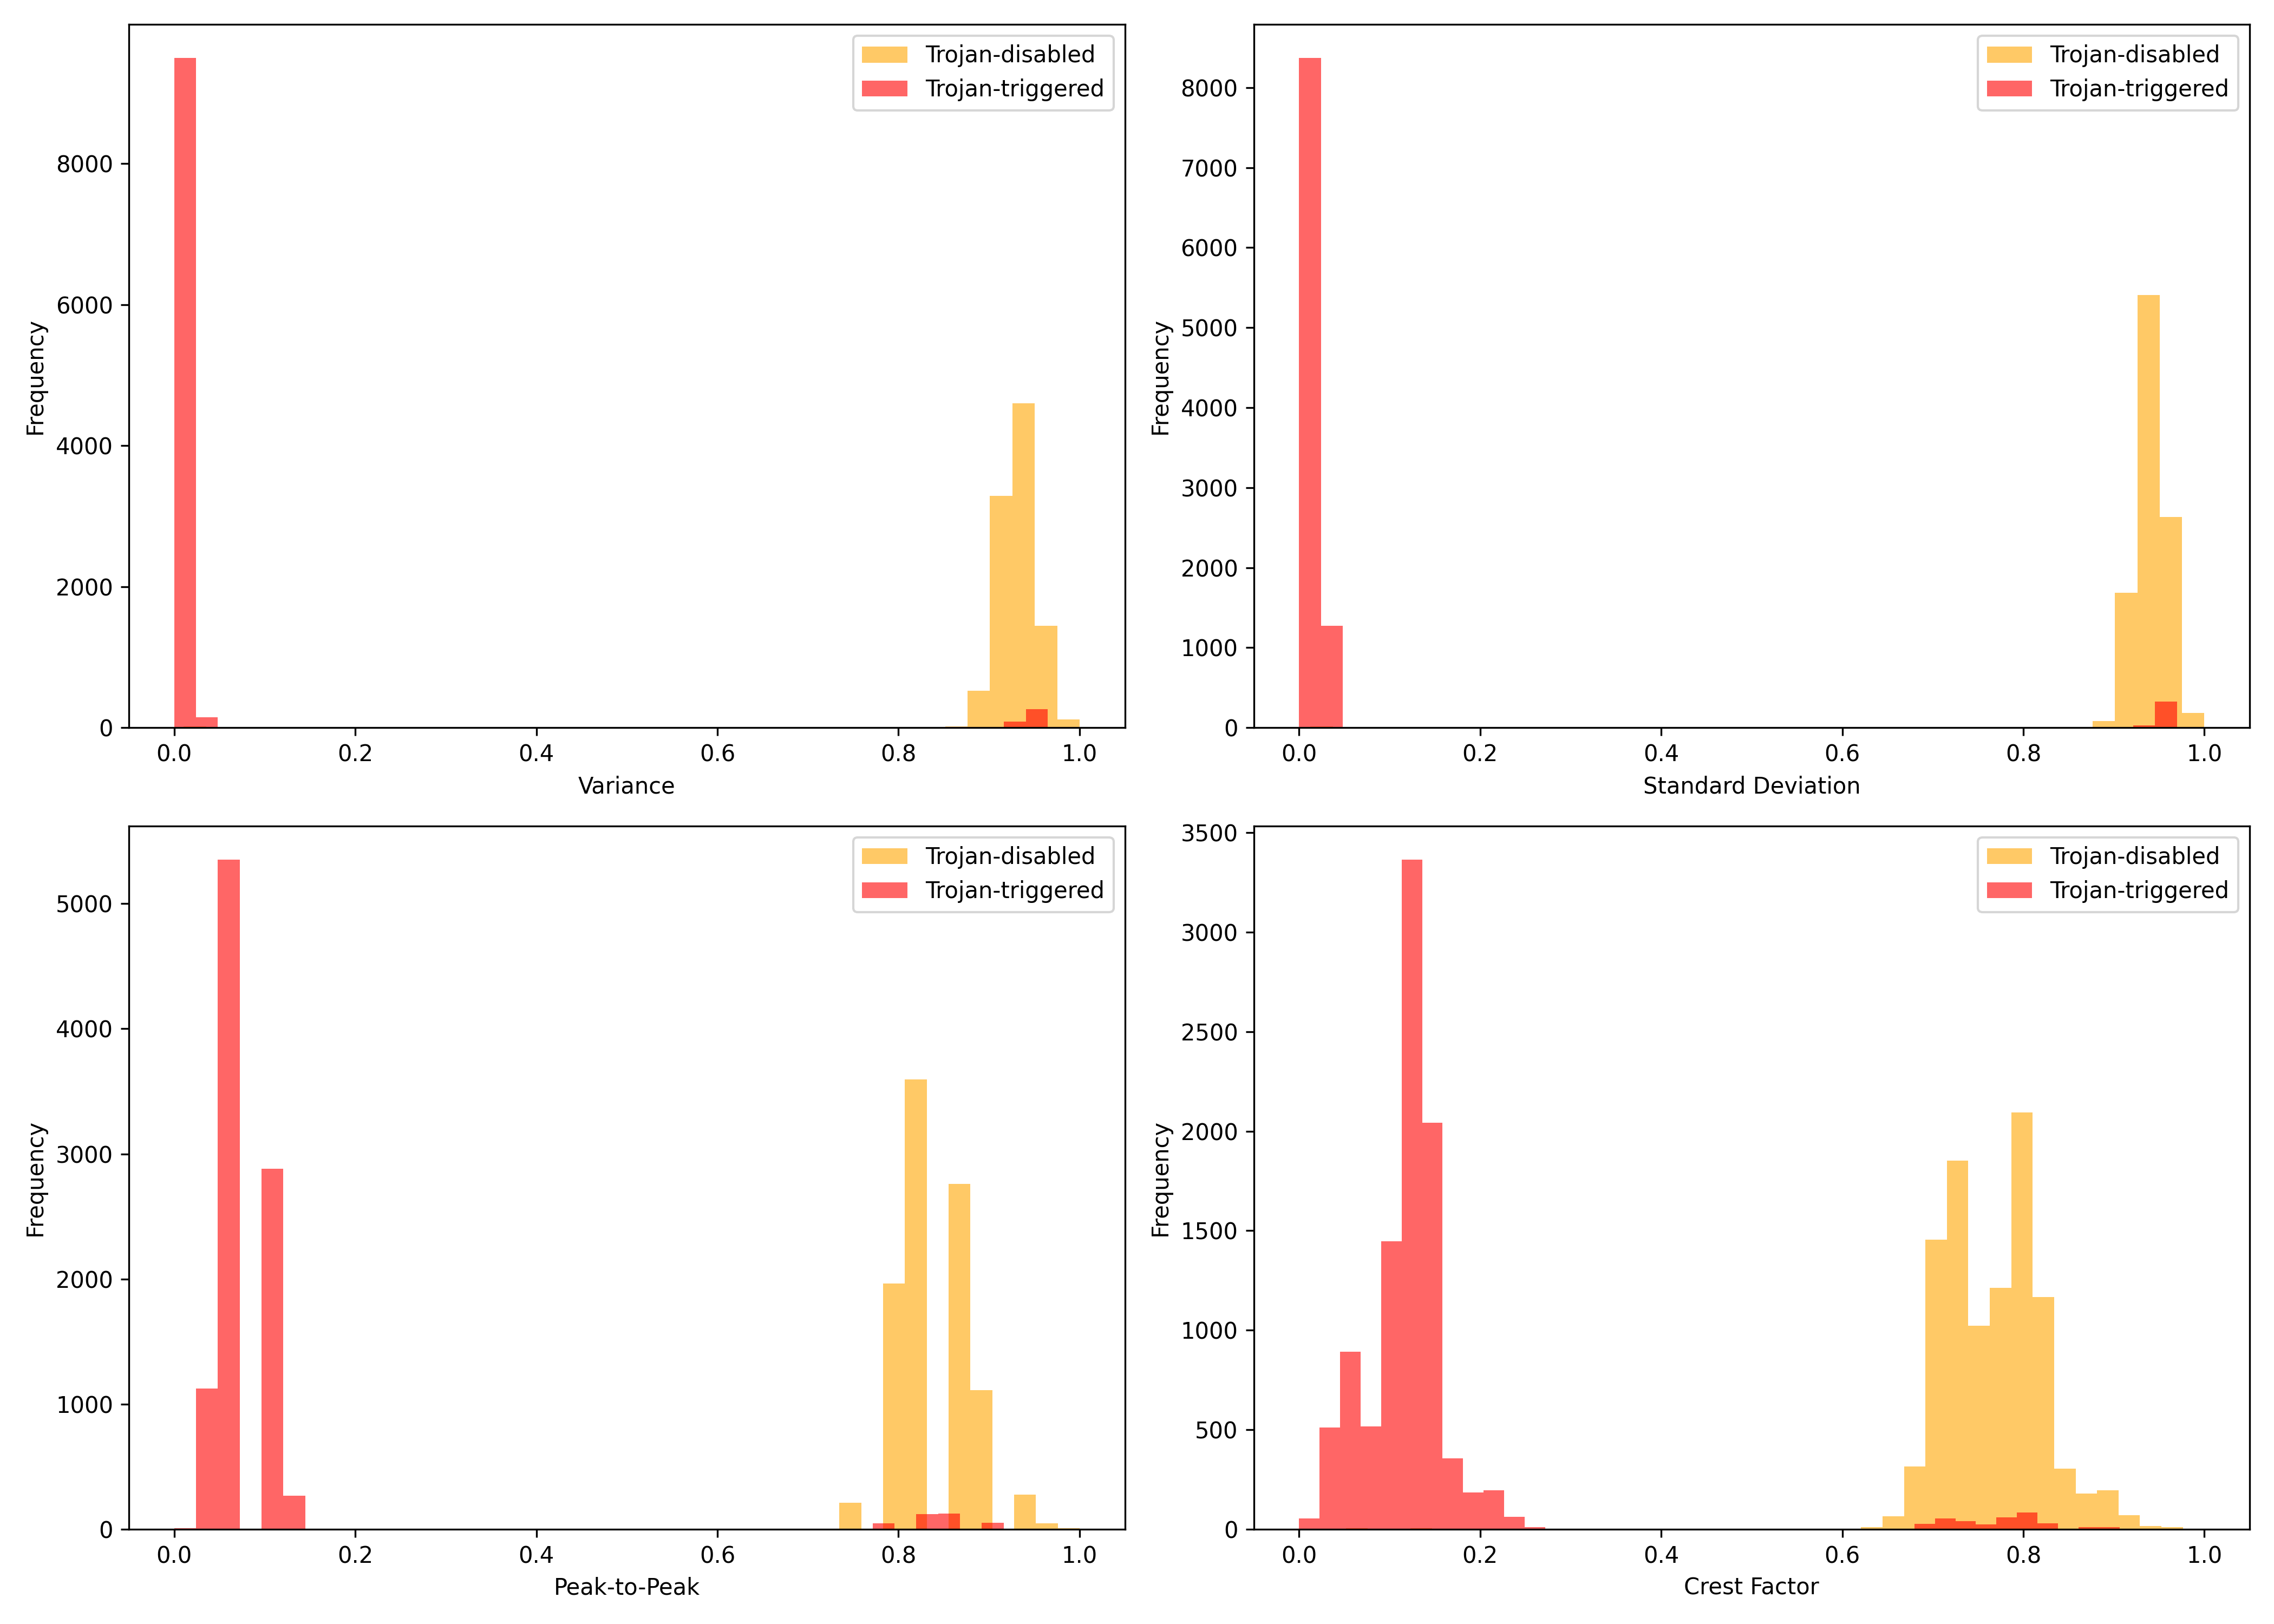 Trojan-disabled
Trojan-triggered
8000
6000
4000
2000
0
Frequency
0.0 0.2 0.4 0.6 0.8 1.0
Variance
Trojan-disabled
Trojan-triggered
8000
7000
6000
5000
4000
3000
2000
1000
0
Frequency
0.0 0.2 0.4 0.6 0.8 1.0
Standard Deviation
Trojan-disabled
Trojan-triggered
5000
4000
3000
2000
1000
0
Frequency
0.0 0.2 0.4 0.6 0.8 1.0
Peak-to-Peak
Trojan-disabled
Trojan-triggered
3500
3000
2500
2000
1500
1000
500
0
Frequency
0.0 0.2 0.4 0.6 0.8 1.0
Crest Factor